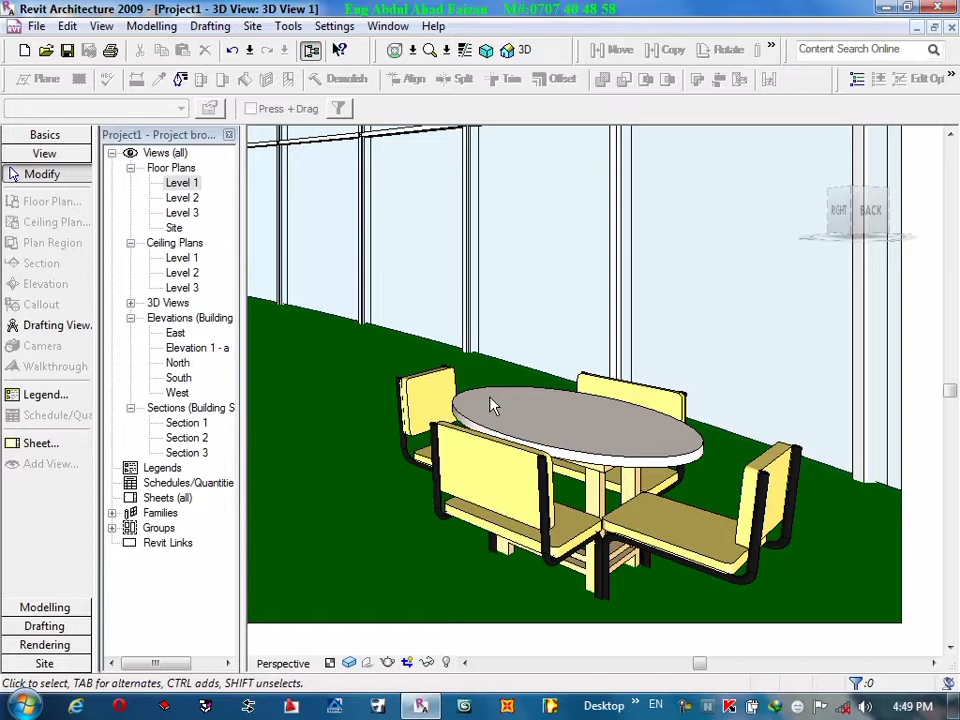 Revit Architecture 2009 - [Project1 - 3D View: 3D View 1]
Eng Abdul Ahad Faizan M#:0707 40 48 58
File Edit View Modelling Drafting Site Tools Settings Window Help
3D Move Copy Rotate » Content Search Online
Plane Demolish Align Split Trim Offset Edit Op »
Press + Drag
Basics
View
Modify
Floor Plan...
Ceiling Plan...
Plan Region
Section
Elevation
Callout
Drafting View.
Camera
Walkthrough
Legend...
Schedule/Qua
Sheet...
Add View...
Modelling
Drafting
Rendering
Site
Project1 - Project bro...
Views (all)
Floor Plans
Level 1
Level 2
Level 3
Site
Ceiling Plans
Level 1
Level 2
Level 3
3D Views
Elevations (Building
East
Elevation 1 - a
North
South
West
Sections (Building S
Section 1
Section 2
Section 3
Legends
Schedules/Quantitie
Sheets (all)
Families
Groups
Revit Links
RIGHT BACK
Perspective
Click to select, TAB for alternates, CTRL adds, SHIFT unselects.
:0
Desktop » EN 4:49 PM